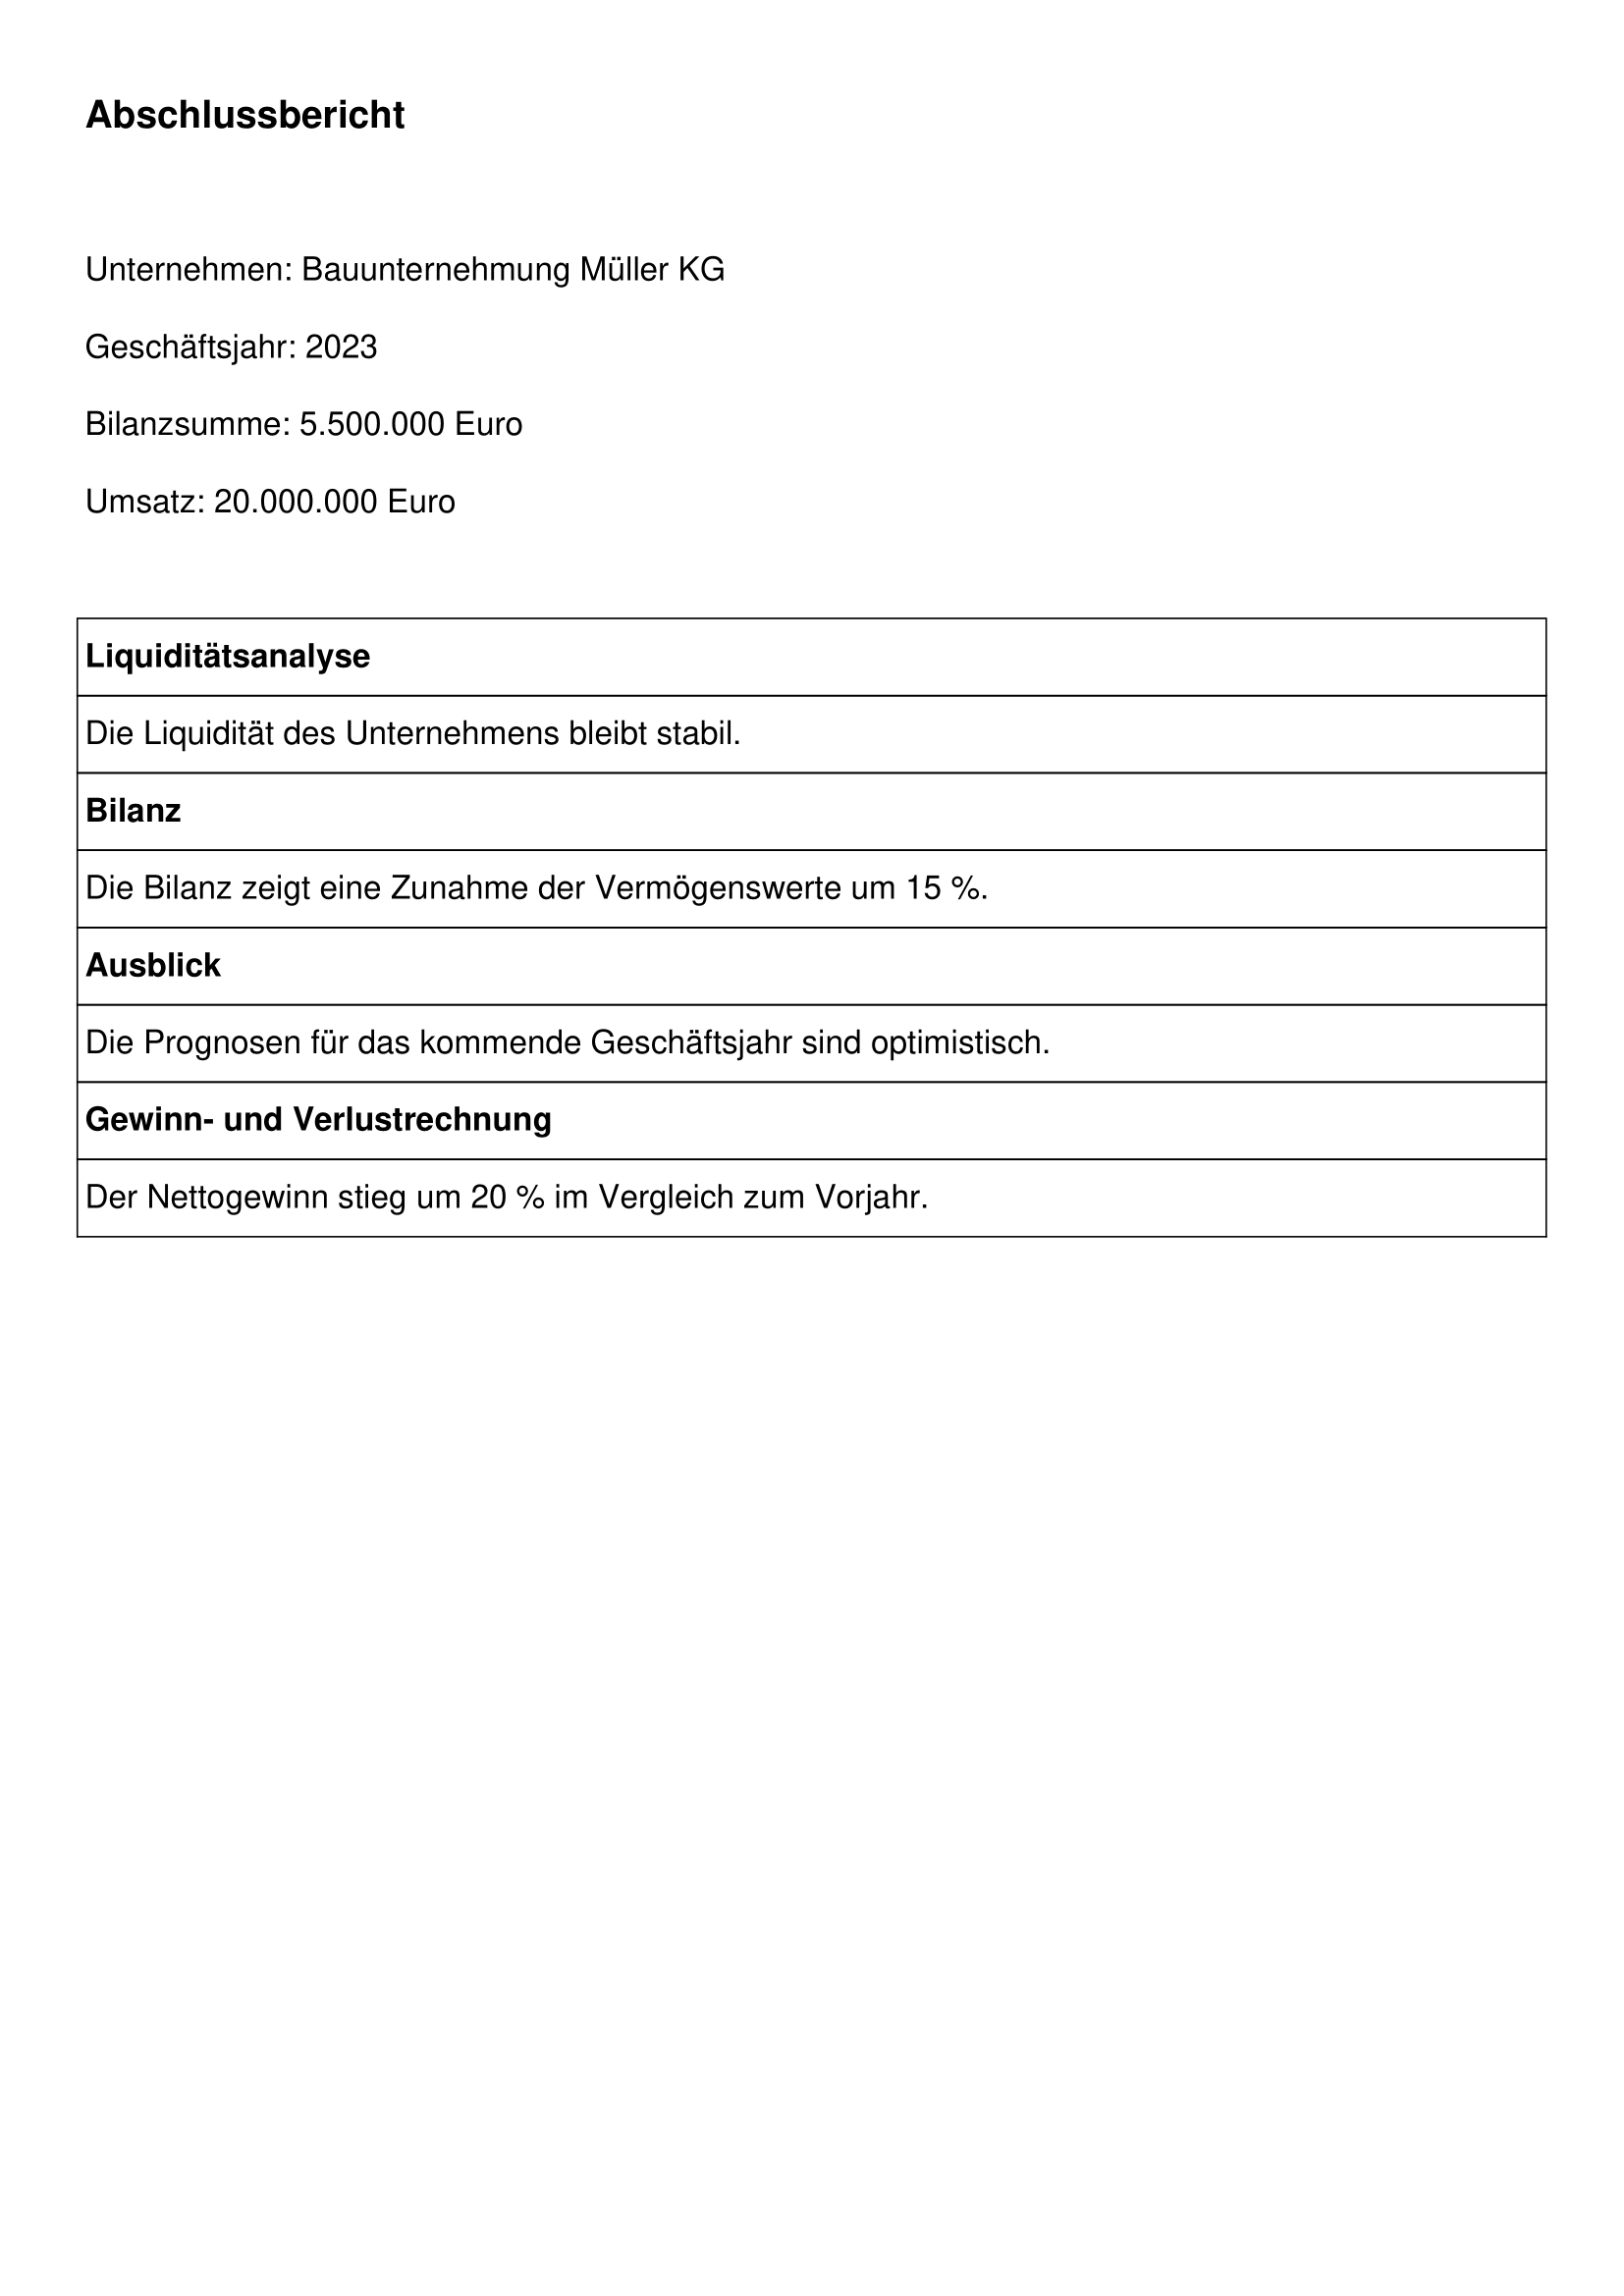 Abschlussbericht
Unternehmen: Bauunternehmung Müller KG
Geschäftsjahr: 2023
Bilanzsumme: 5.500.000 Euro
Umsatz: 20.000.000 Euro
Liquiditätsanalyse
Die Liquidität des Unternehmens bleibt stabil.
Bilanz
Die Bilanz zeigt eine Zunahme der Vermögenswerte um 15 %.
Ausblick
Die Prognosen für das kommende Geschäftsjahr sind optimistisch.
Gewinn- und Verlustrechnung
Der Nettogewinn stieg um 20 % im Vergleich zum Vorjahr.